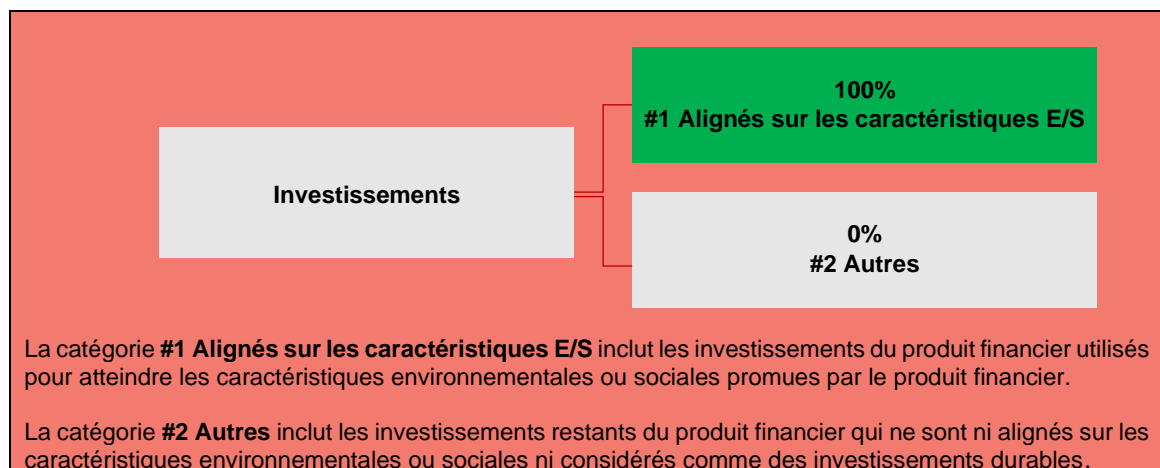 100%
#1 Alignés sur les caractéristiques E/S
Investissements
0%
#2 Autres
La catégorie #1 Alignés sur les caractéristiques E/S inclut les investissements du produit financier utilisés
pour atteindre les caractéristiques environnementales ou sociales promues par le produit financier.
La catégorie #2 Autres inclut les investissements restants du produit financier qui ne sont ni alignés sur les
caractéristiques environnementales ou sociales ni considérés comme des investissements durables.